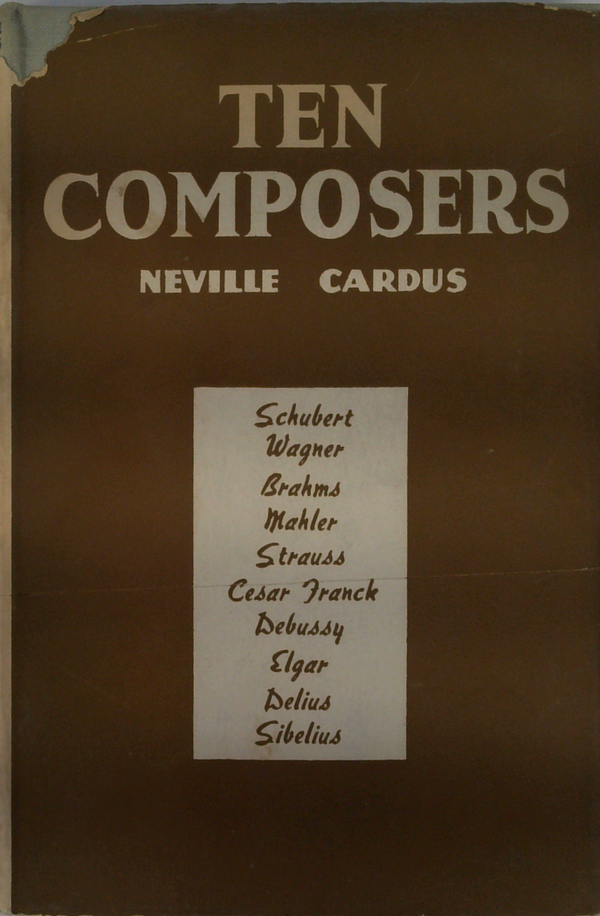 TEN
COMPOSERS
NEVILLE CARDUS
Schubert
Wagner
Brahms
Mahler
Strauss
Cesar Franck
Debussy
Elgar
Delius
Sibelius